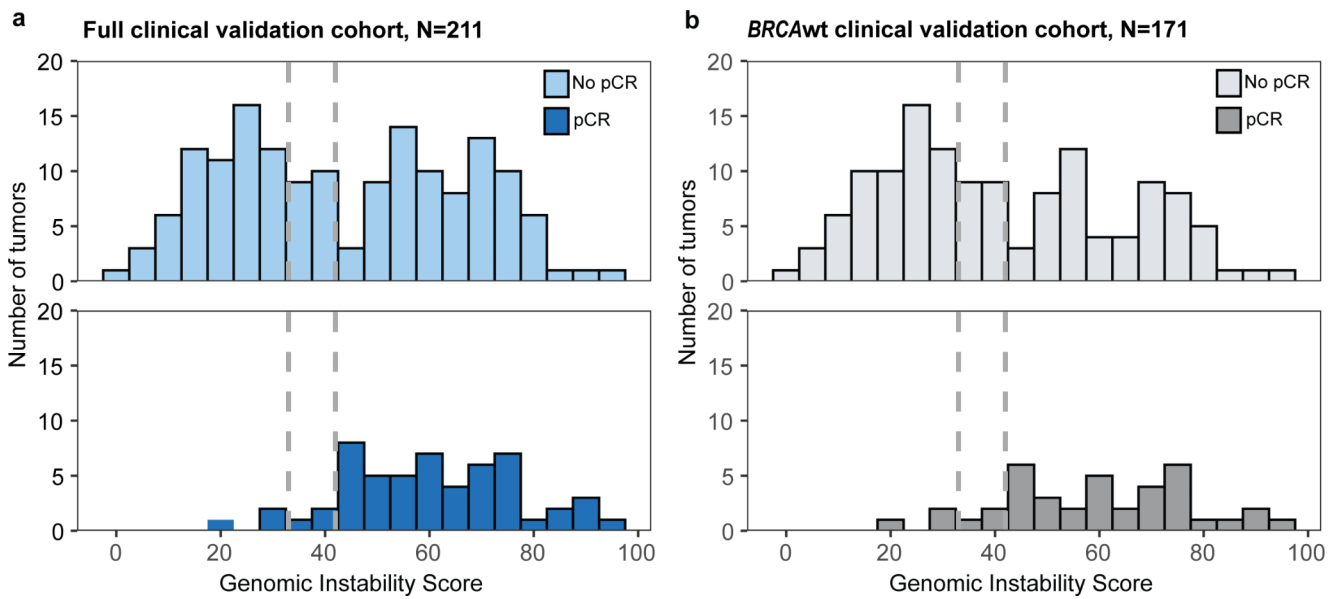 a
Full clinical validation cohort, N=211
20
15
10
5
0
No pCR
pCR
20
15
10
5
0
0 20 40 60 80 100
Number of tumors
Genomic Instability Score
b
BRCAwt clinical validation cohort, N=171
20
15
10
5
0
No pCR
pCR
20
15
10
5
0
0 20 40 60 80 100
Number of tumors
Genomic Instability Score